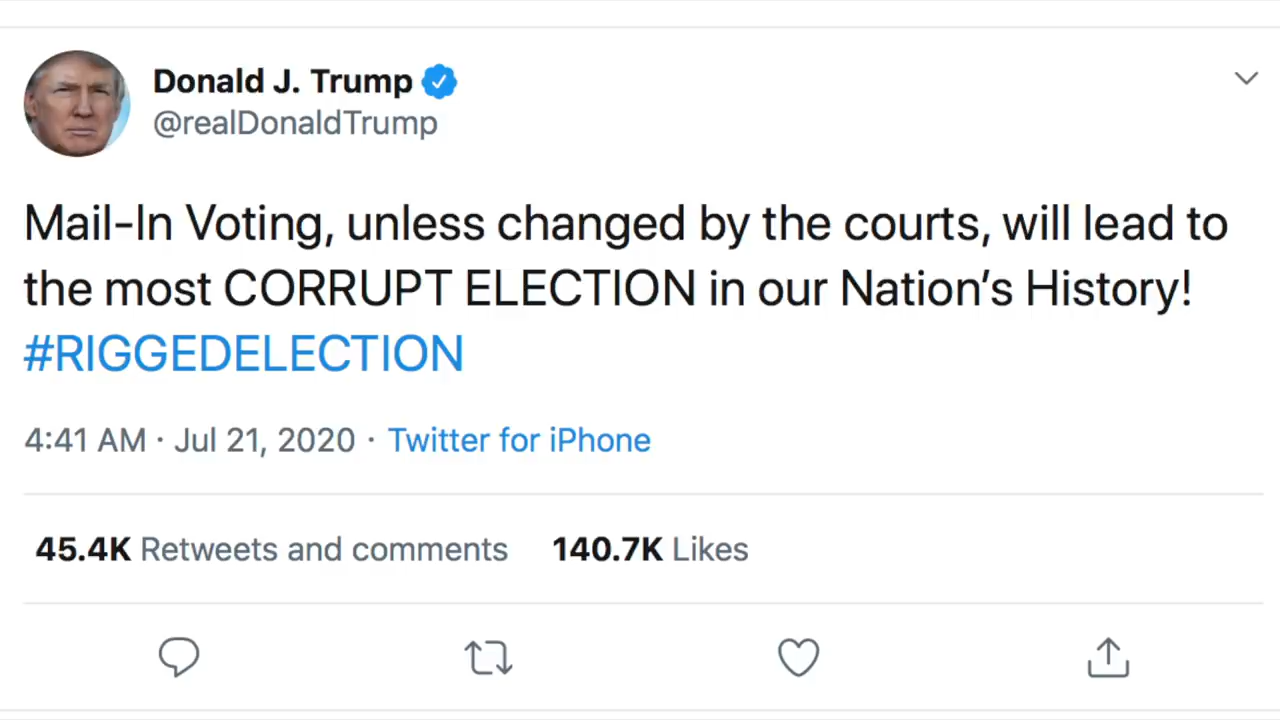 Donald J. Trump
@realDonaldTrump
Mail-In Voting, unless changed by the courts, will lead to
the most CORRUPT ELECTION in our Nation’s History!
#RIGGEDELECTION
4:41 AM · Jul 21, 2020 · Twitter for iPhone
45.4K Retweets and comments 140.7K Likes